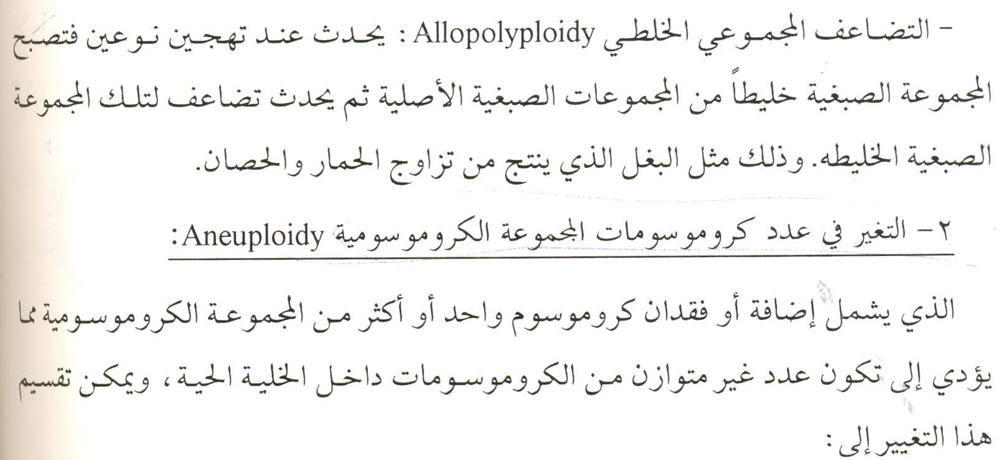 - التضاعف المجموعي الخلطي Allopolyploidy : يحدث عند تهجين نوعين فتصبح
المجموعة الصبغية خليطاً من المجموعات الصبغية الأصلية ثم يحدث تضاعف لتلك المجموعة
الصبغية الخليطه. وذلك مثل البغل الذي ينتج من تزاوج الحمار والحصان.
٢- التغير في عدد كروموسومات المجموعة الكروموسومية Aneuploidy :
الذي يشمل إضافة أو فقدان كروموسوم واحد أو أكثر من المجموعة الكروموسومية مما
يؤدي إلى تكون عدد غير متوازن من الكروموسومات داخل الخلية الحية، ويمكن تقسيم
هذا التغيير إلى :